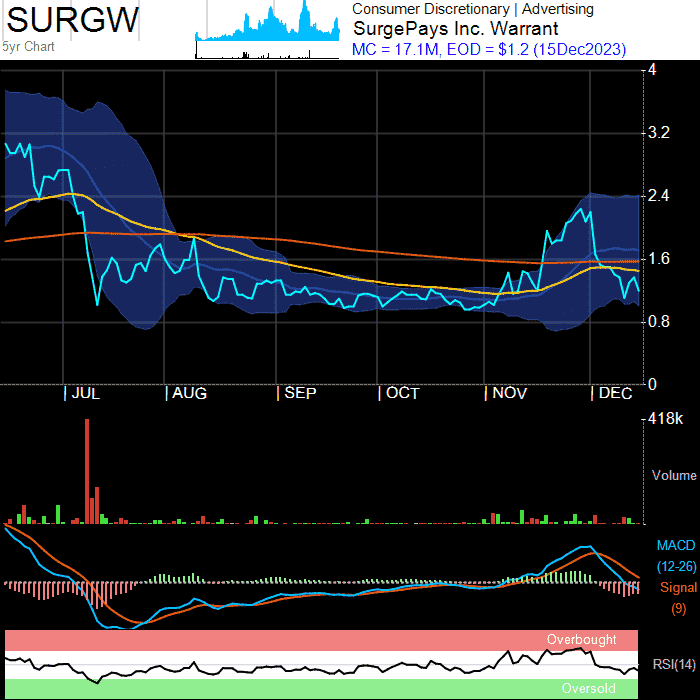 SURGW
5yr Chart
Consumer Discretionary | Advertising
SurgePays Inc. Warrant
MC = 17.1M, EOD = $1.2 (15Dec2023)
4
3.2
2.4
1.6
0.8
0
JUL AUG SEP OCT NOV DEC
418k
Volume
MACD
(12-26)
Signal
(9)
Overbought
RSI(14)
Oversold